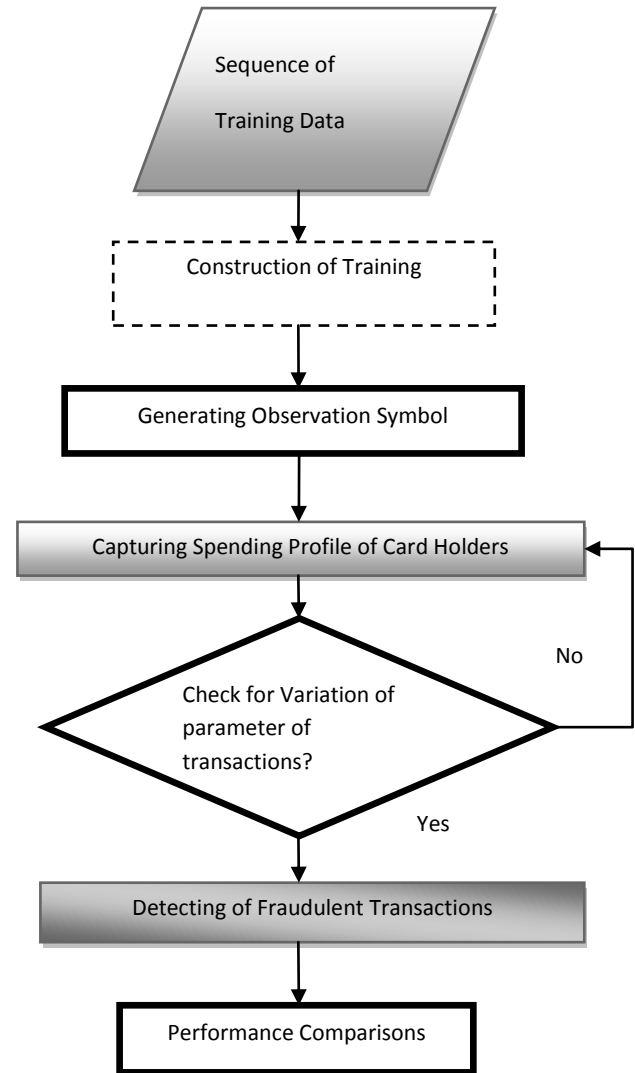 Sequence of
Training Data
Construction of Training
Generating Observation Symbol
Capturing Spending Profile of Card Holders
No
Check for Variation of
parameter of
transactions?
Yes
Detecting of Fraudulent Transactions
Performance Comparisons